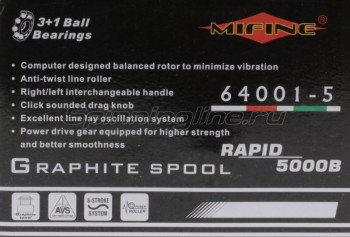 3+1 Ball
Bearings
MIFINE
• Computer designed balanced rotor to minimize vibration
• Anti-twist line roller
• Right/left interchangeable handle
• Click sounded drag knob
• Excellent line lay oscillation system
• Power drive gear equipped for higher strength
and better smoothness
64001-5
GRAPHITE SPOOL
RAPID
5000B
AVS
S-STROKE
SYSTEM
ROLLER